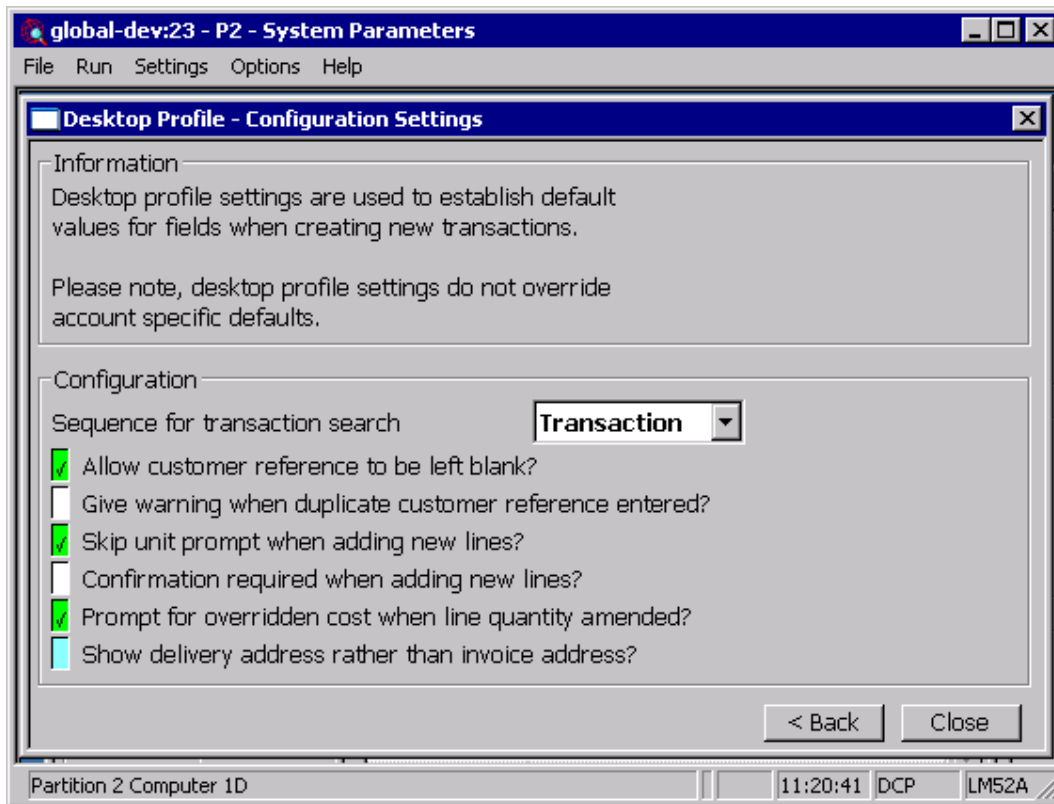 global-dev:23 - P2 - System Parameters
File Run Settings Options Help
Desktop Profile - Configuration Settings
Information
Desktop profile settings are used to establish default
values for fields when creating new transactions.
Please note, desktop profile settings do not override
account specific defaults.
Configuration
Sequence for transaction search Transaction
Allow customer reference to be left blank?
Give warning when duplicate customer reference entered?
Skip unit prompt when adding new lines?
Confirmation required when adding new lines?
Prompt for overridden cost when line quantity amended?
Show delivery address rather than invoice address?
< Back Close
Partition 2 Computer 1D 11:20:41 DCP LM52A